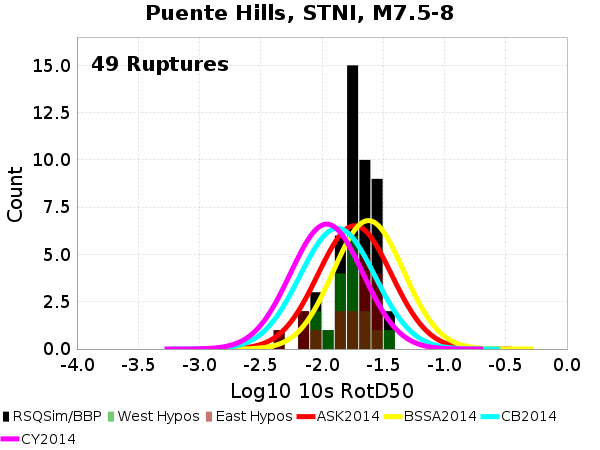 Puente Hills, STNI, M7.5-8
49 Ruptures
Count
15.0
12.5
10.0
7.5
5.0
2.5
0.0
-4.0 -3.5 -3.0 -2.5 -2.0 -1.5 -1.0 -0.5 0.0
Log10 10s RotD50
RSQSim/BBP West Hypos East Hypos ASK2014 BSSA2014 CB2014
CY2014